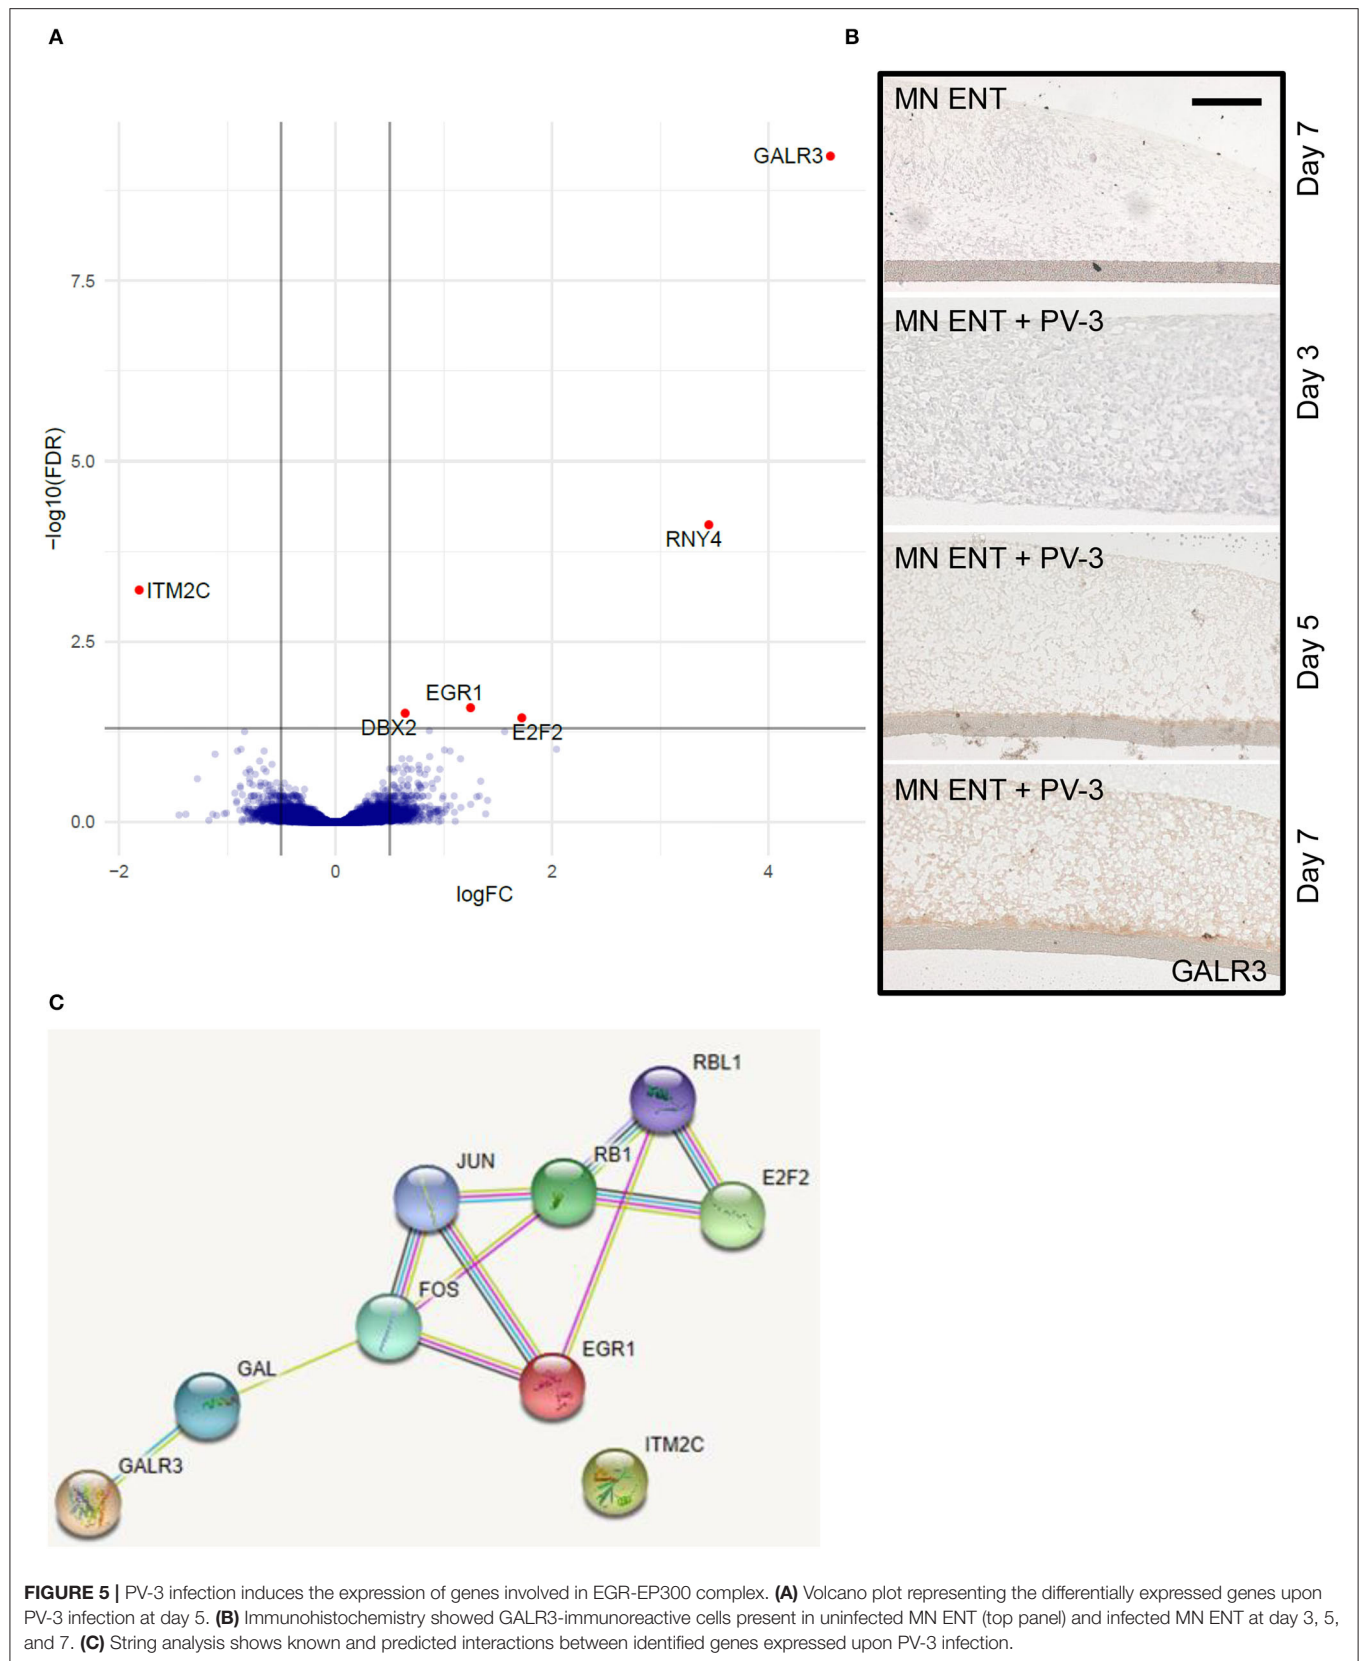 A
B
GALR3
7.5
5.0
−log10(FDR)
RNY4
ITM2C
2.5
EGR1
DBX2
E2F2
0.0
−2
0
2
4
logFC
MN ENT
Day 7
MN ENT + PV-3
Day 3
MN ENT + PV-3
Day 5
MN ENT + PV-3
Day 7
GALR3
C
RBL1
JUN
RB1
E2F2
FOS
EGR1
GAL
ITM2C
GALR3
FIGURE 5 | PV-3 infection induces the expression of genes involved in EGR-EP300 complex. (A) Volcano plot representing the differentially expressed genes upon
PV-3 infection at day 5. (B) Immunohistochemistry showed GALR3-immunoreactive cells present in uninfected MN ENT (top panel) and infected MN ENT at day 3, 5,
and 7. (C) String analysis shows known and predicted interactions between identified genes expressed upon PV-3 infection.